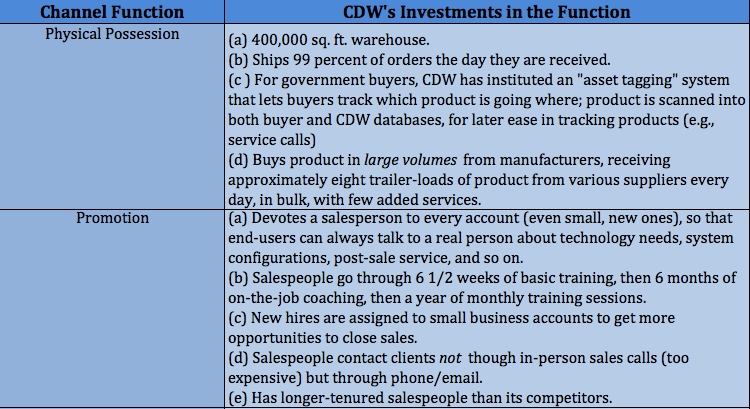 Channel Function
CDW's Investments in the Function
Physical Possession
(a) 400,000 sq. ft. warehouse.
(b) Ships 99 percent of orders the day they are received.
(c ) For government buyers, CDW has instituted an "asset tagging" system
that lets buyers track which product is going where; product is scanned into
both buyer and CDW databases, for later ease in tracking products (e.g.,
service calls)
(d) Buys product in large volumes from manufacturers, receiving
approximately eight trailer-loads of product from various suppliers every
day, in bulk, with few added services.
Promotion
(a) Devotes a salesperson to every account (even small, new ones), so that
end-users can always talk to a real person about technology needs, system
configurations, post-sale service, and so on.
(b) Salespeople go through 6 1/2 weeks of basic training, then 6 months of
on-the-job coaching, then a year of monthly training sessions.
(c) New hires are assigned to small business accounts to get more
opportunities to close sales.
(d) Salespeople contact clients not though in-person sales calls (too
expensive) but through phone/email.
(e) Has longer-tenured salespeople than its competitors.